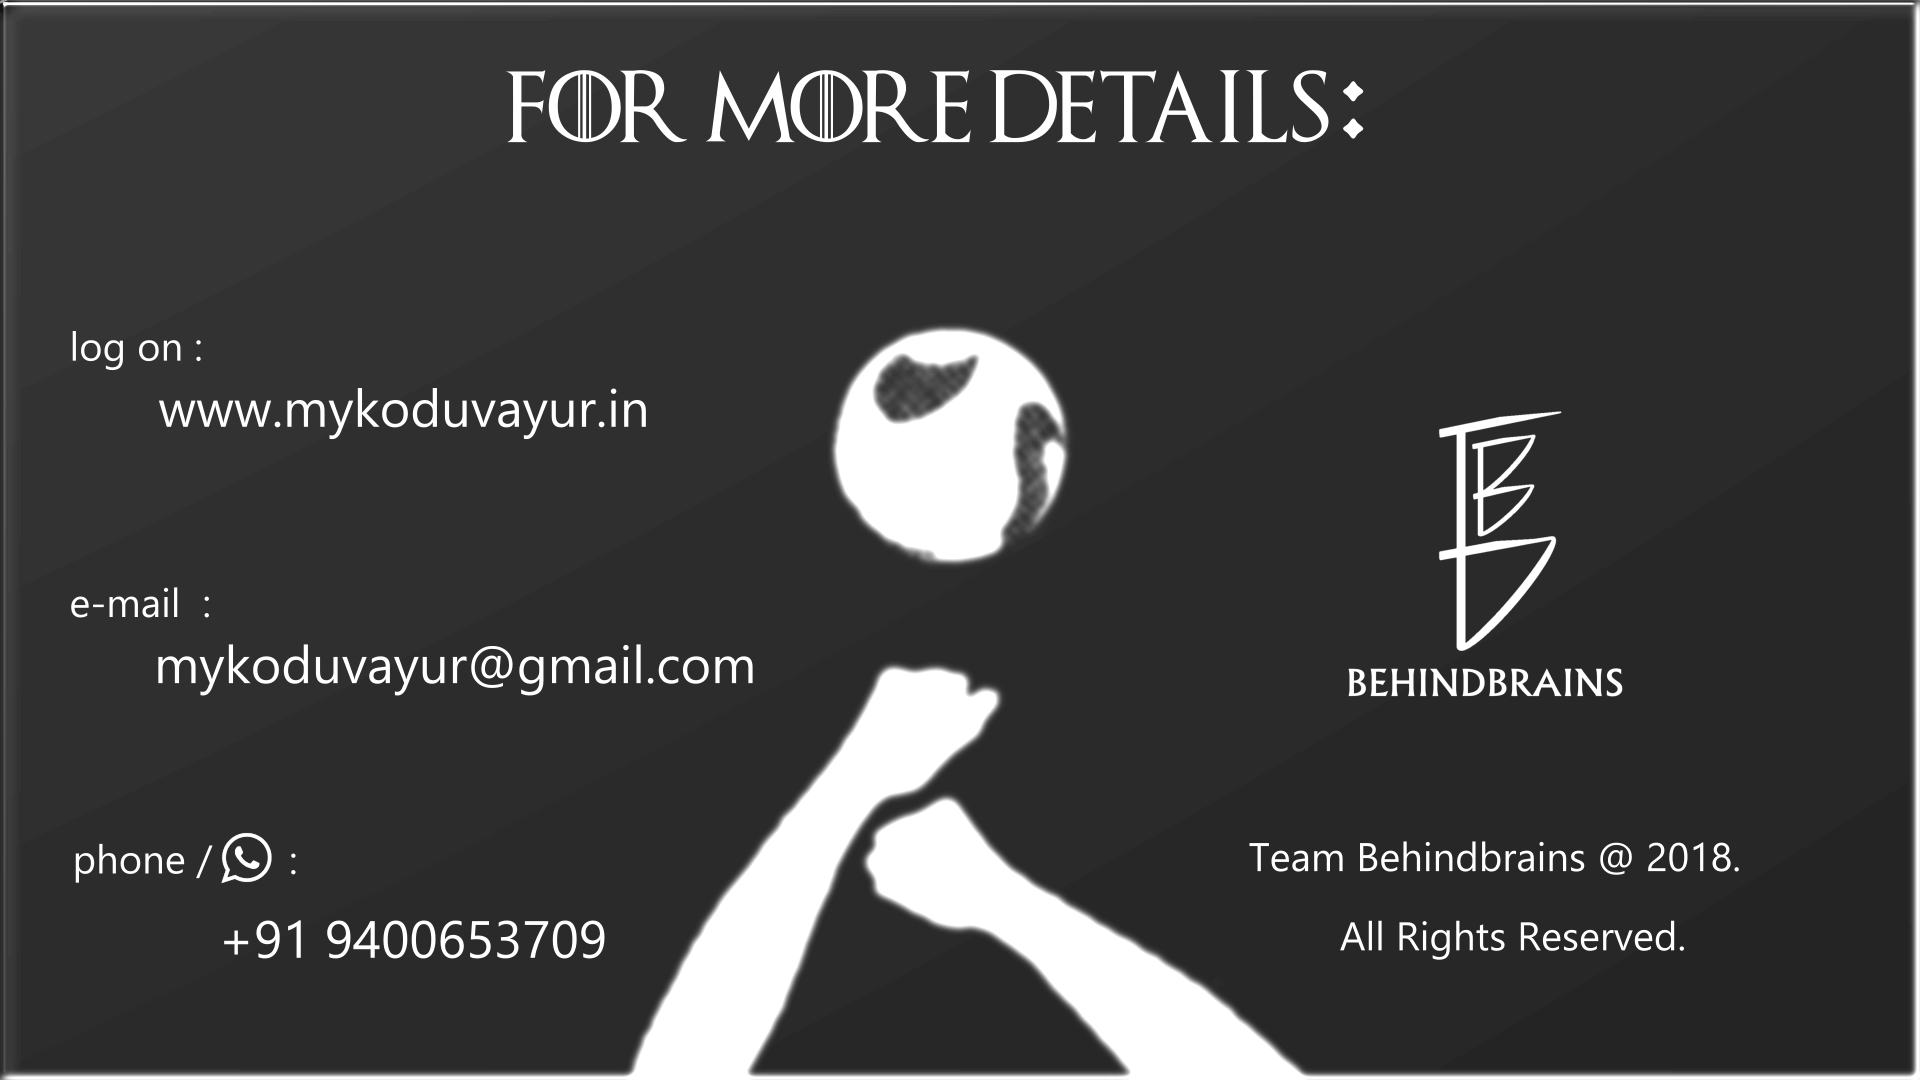 FOR MORE DETAILS:
log on :
www.mykoduvayur.in
e-mail :
mykoduvayur@gmail.com
phone / :
+91 9400653709
B
BEHINDBRAINS
Team Behindbrains @ 2018.
All Rights Reserved.